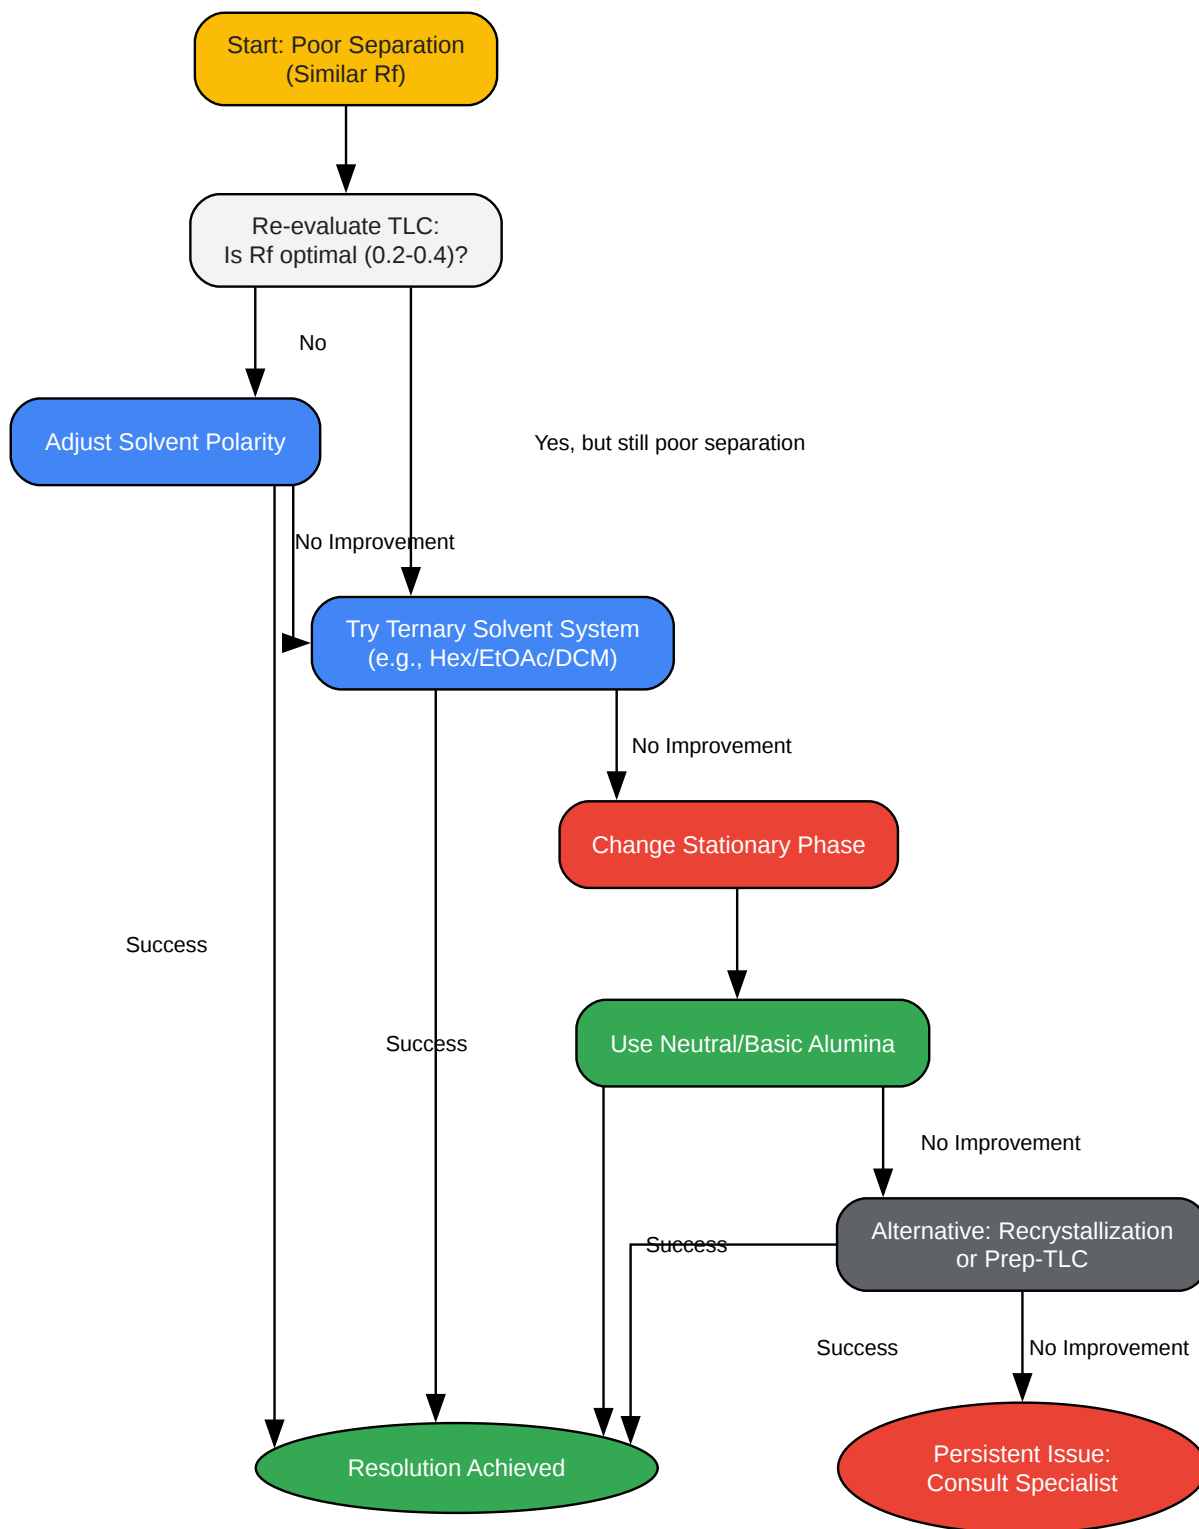 Start: Poor Separation
(Similar Rf)
Re-evaluate TLC:
Is Rf optimal (0.2-0.4)?
No
Adjust Solvent Polarity
Yes, but still poor separation
No Improvement
Try Ternary Solvent System
(e.g., Hex/EtOAc/DCM)
No Improvement
Change Stationary Phase
Success
Success
Use Neutral/Basic Alumina
No Improvement
Success
Alternative: Recrystallization
or Prep-TLC
Success
No Improvement
Resolution Achieved
Persistent Issue:
Consult Specialist